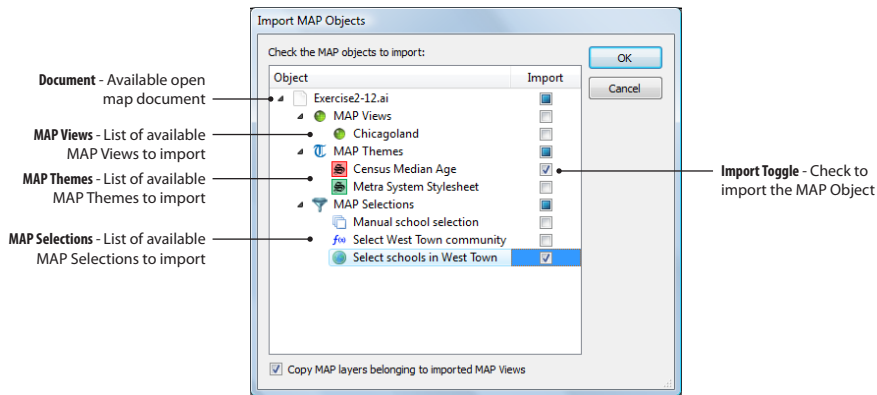 Import MAP Objects
Check the MAP objects to import:
OK
Cancel
Object Import
Exercise2-12.ai
MAP Views
Chicagoland
MAP Themes
Census Median Age
Metra System Stylesheet
MAP Selections
Manual school selection
f(x) Select West Town community
Select schools in West Town
Copy MAP layers belonging to imported MAP Views
Document - Available open
map document
MAP Views - List of available
MAP Views to import
MAP Themes - List of available
MAP Themes to import
MAP Selections - List of available
MAP Selections to import
Import Toggle - Check to
import the MAP Object